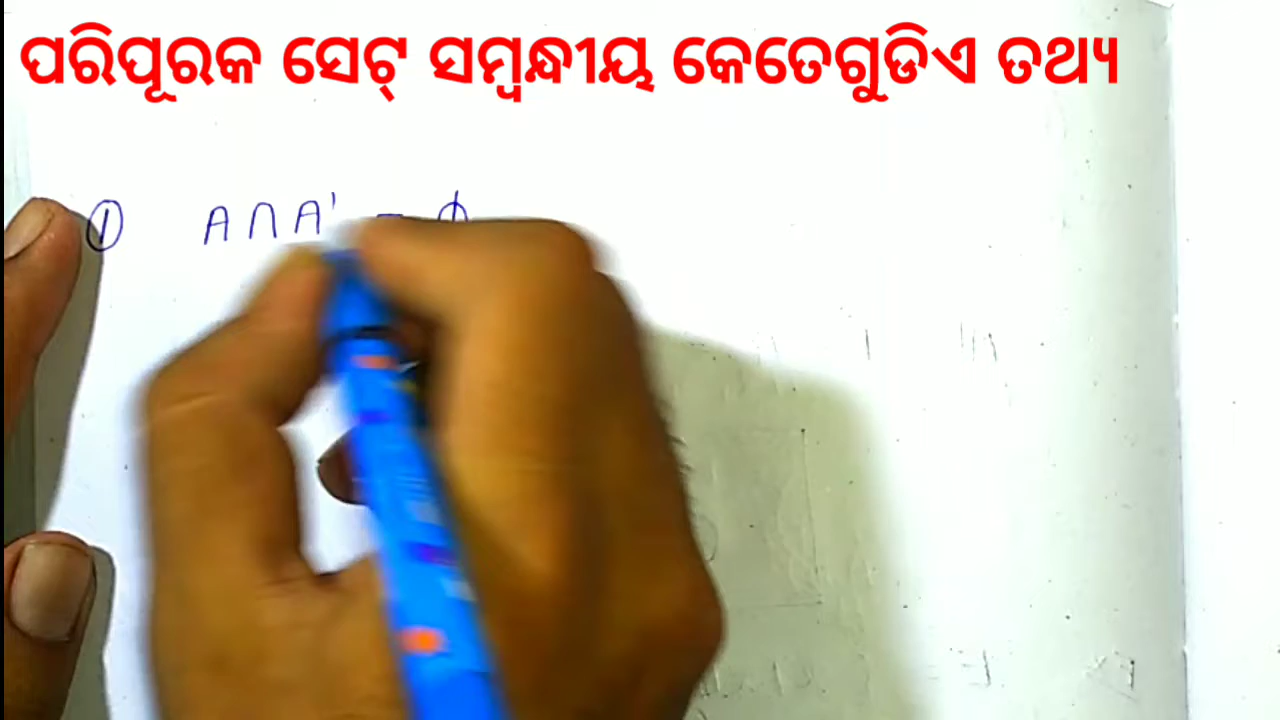 ପରିପୂରକ ସେଟ୍ ସମ୍ବନ୍ଧୀୟ କେତେଗୁଡିଏ ତଥ୍ୟ
① A ∩ A' = ϕ